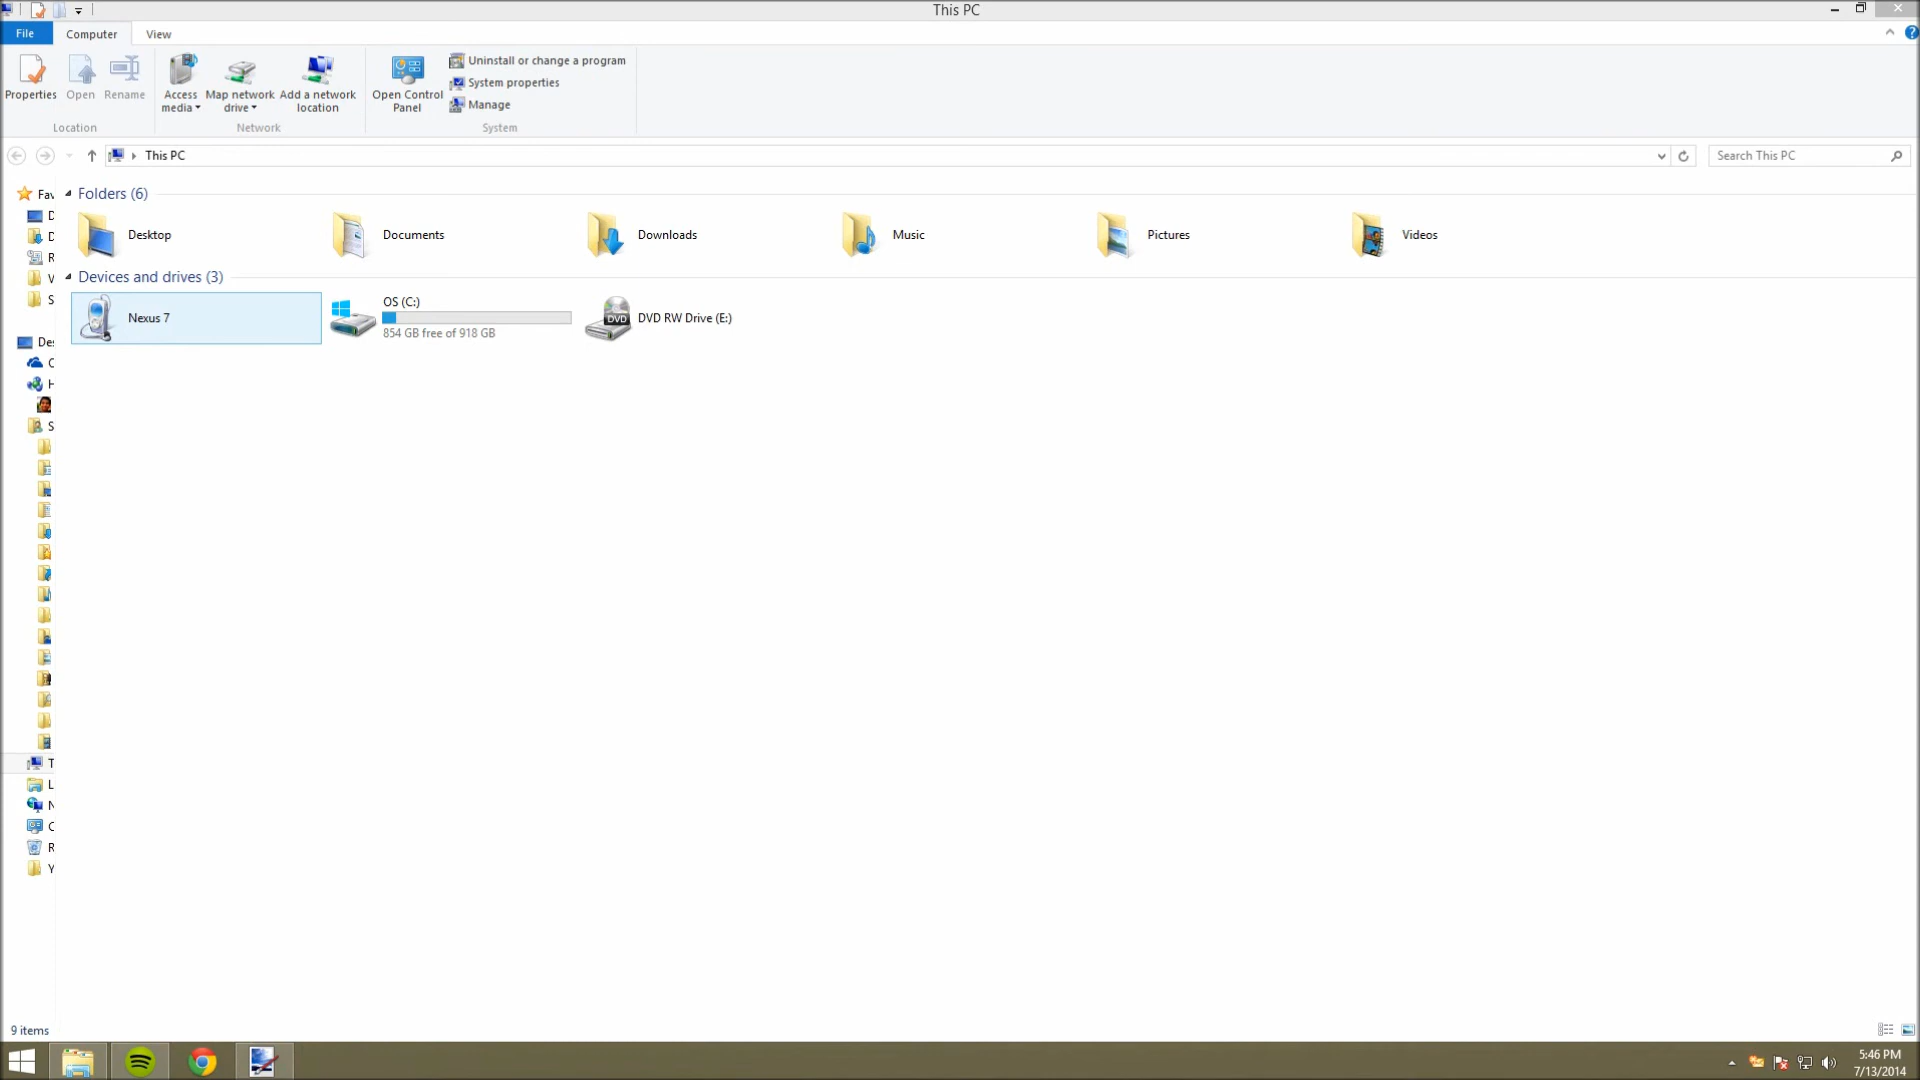 This PC
File
Computer
View
Properties
Open
Rename
Access media
Map network drive
Add a network location
Open Control Panel
Uninstall or change a program
System properties
Manage
Location
Network
System
This PC
Search This PC
Fav
Folders (6)
Desktop
Documents
Downloads
Music
Pictures
Videos
Devices and drives (3)
Nexus 7
OS (C:)
854 GB free of 918 GB
DVD
DVD RW Drive (E:)
Des
9 items
5:46 PM
7/13/2014